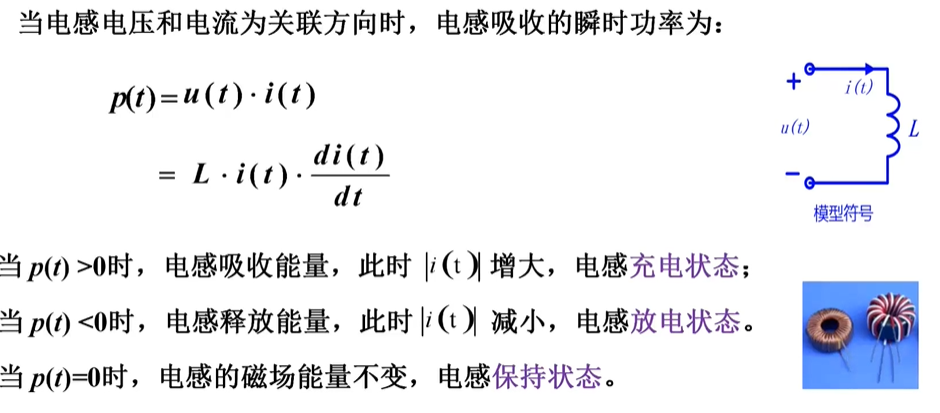 当电感电压和电流为关联方向时，电感吸收的瞬时功率为：
p(t)=u(t)·i(t)
= L·i(t)·di(t)/dt
+
i(t)
u(t)
L
−
模型符号
当 p(t) >0时，电感吸收能量，此时 |i(t)| 增大，电感充电状态；
当 p(t) <0时，电感释放能量，此时 |i(t)| 减小，电感放电状态。
当 p(t)=0时，电感的磁场能量不变，电感保持状态。